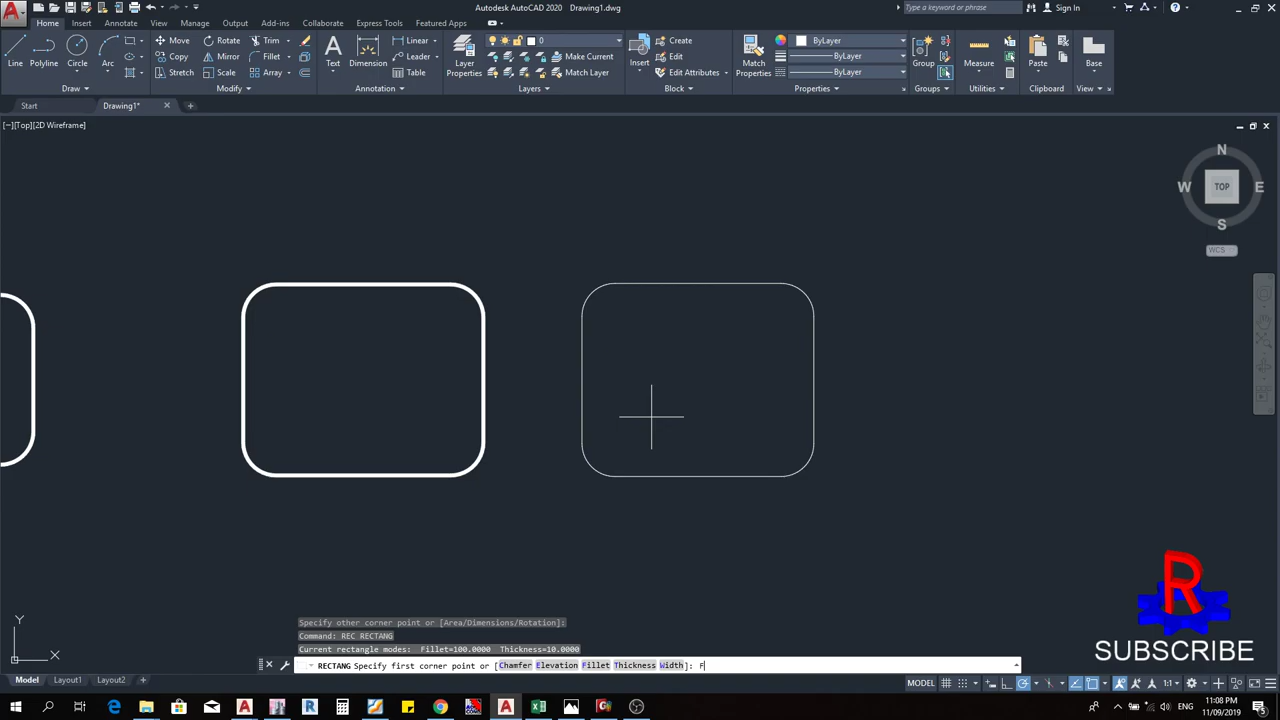 Autodesk AutoCAD 2020 Drawing1.dwg
Type a keyword or phrase
Sign In
Home Insert Annotate View Manage Output Add-ins Collaborate Express Tools Featured Apps
Line Polyline Circle Arc
Draw
Move Rotate Trim
Copy Mirror Fillet
Stretch Scale Array
Modify
Text Dimension
Linear
Leader
Table
Annotation
Layer Properties
0
Make Current
Match Layer
Layers
Insert
Create
Edit
Edit Attributes
Block
Match Properties
ByLayer
ByLayer
ByLayer
Properties
Group
Groups
Measure
Utilities
Paste
Clipboard
Base
View
Start Drawing1*
[−][Top][2D Wireframe]
N
W TOP E
S
WCS
R
SUBSCRIBE
Y
X
Specify other corner point or [Area/Dimensions/Rotation]:
Command: REC RECTANG
Current rectangle modes: Fillet=100.0000 Thickness=10.0000
RECTANG Specify first corner point or [Chamfer Elevation Fillet Thickness Width]: F
Model Layout1 Layout2
MODEL
1:1
ENG
11:08 PM
11/09/2019